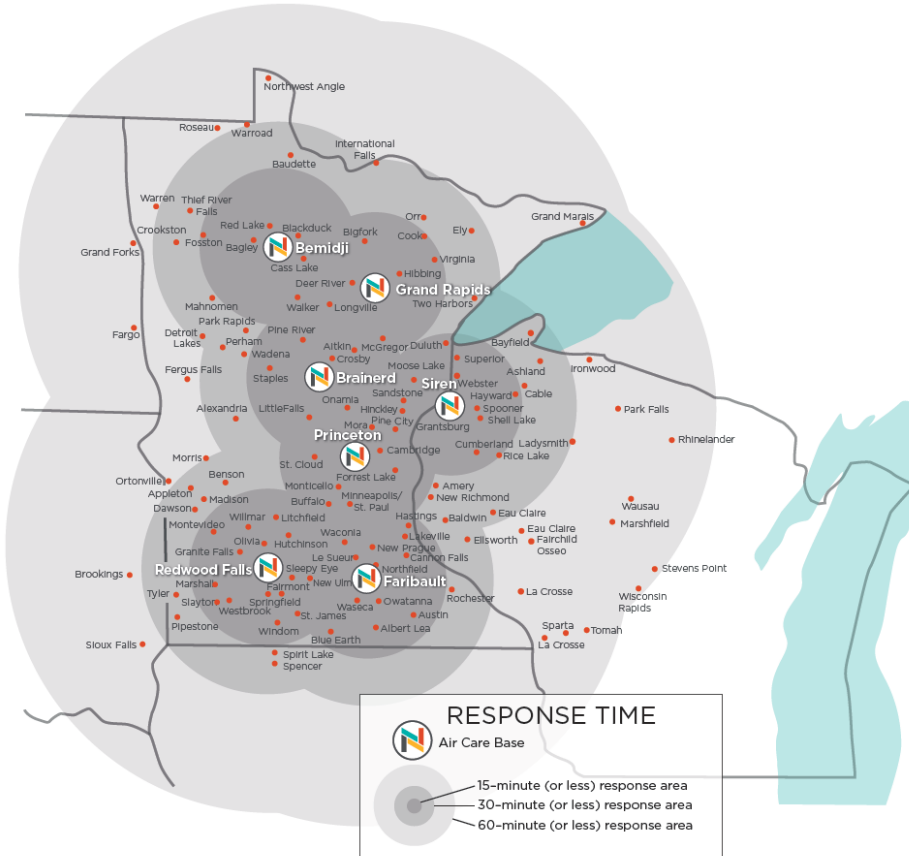 Northwest Angle
Roseau
Warroad
International
Falls
Baudette
Warren
Thief River
Falls
Orr
Grand Marais
Crookston
Red Lake
Blackduck
Bigfork
Cook
Ely
Grand Forks
Fosston
Bagley
Bemidji
Cass Lake
Virginia
Hibbing
Deer River
Grand Rapids
Mahnomen
Walker
Longville
Two Harbors
Park Rapids
Pine River
Fargo
Detroit
Lakes
Perham
Aitkin
McGregor
Duluth
Bayfield
Wadena
Crosby
Superior
Moose Lake
Ashland
Ironwood
Fergus Falls
Staples
Brainerd
Siren
Webster
Sandstone
Hayward
Cable
Onamia
Hinckley
Spooner
Alexandria
LittleFalls
Mora
Pine City
Grantsburg
Shell Lake
Park Falls
Princeton
Cumberland
Ladysmith
Rhinelander
Cambridge
Rice Lake
Morris
St. Cloud
Forrest Lake
Ortonville
Benson
Monticello
Amery
Appleton
Madison
Buffalo
Minneapolis/
St. Paul
New Richmond
Wausau
Dawson
Willmar
Litchfield
Hastings
Baldwin
Eau Claire
Marshfield
Montevideo
Waconia
Lakeville
Eau Claire
Olivia
Hutchinson
New Prague
Ellsworth
Fairchild
Granite Falls
Le Sueur
Cannon Falls
Osseo
Redwood Falls
Sleepy Eye
Northfield
Stevens Point
Brookings
Marshall
Fairmont
New Ulm
Faribault
Tyler
Slayton
Springfield
Waseca
Owatanna
Rochester
La Crosse
Wisconsin
Rapids
Westbrook
St. James
Austin
Pipestone
Windom
Albert Lea
Sparta
Tomah
Sioux Falls
Blue Earth
La Crosse
Spirit Lake
Spencer
RESPONSE TIME
Air Care Base
15-minute (or less) response area
30-minute (or less) response area
60-minute (or less) response area